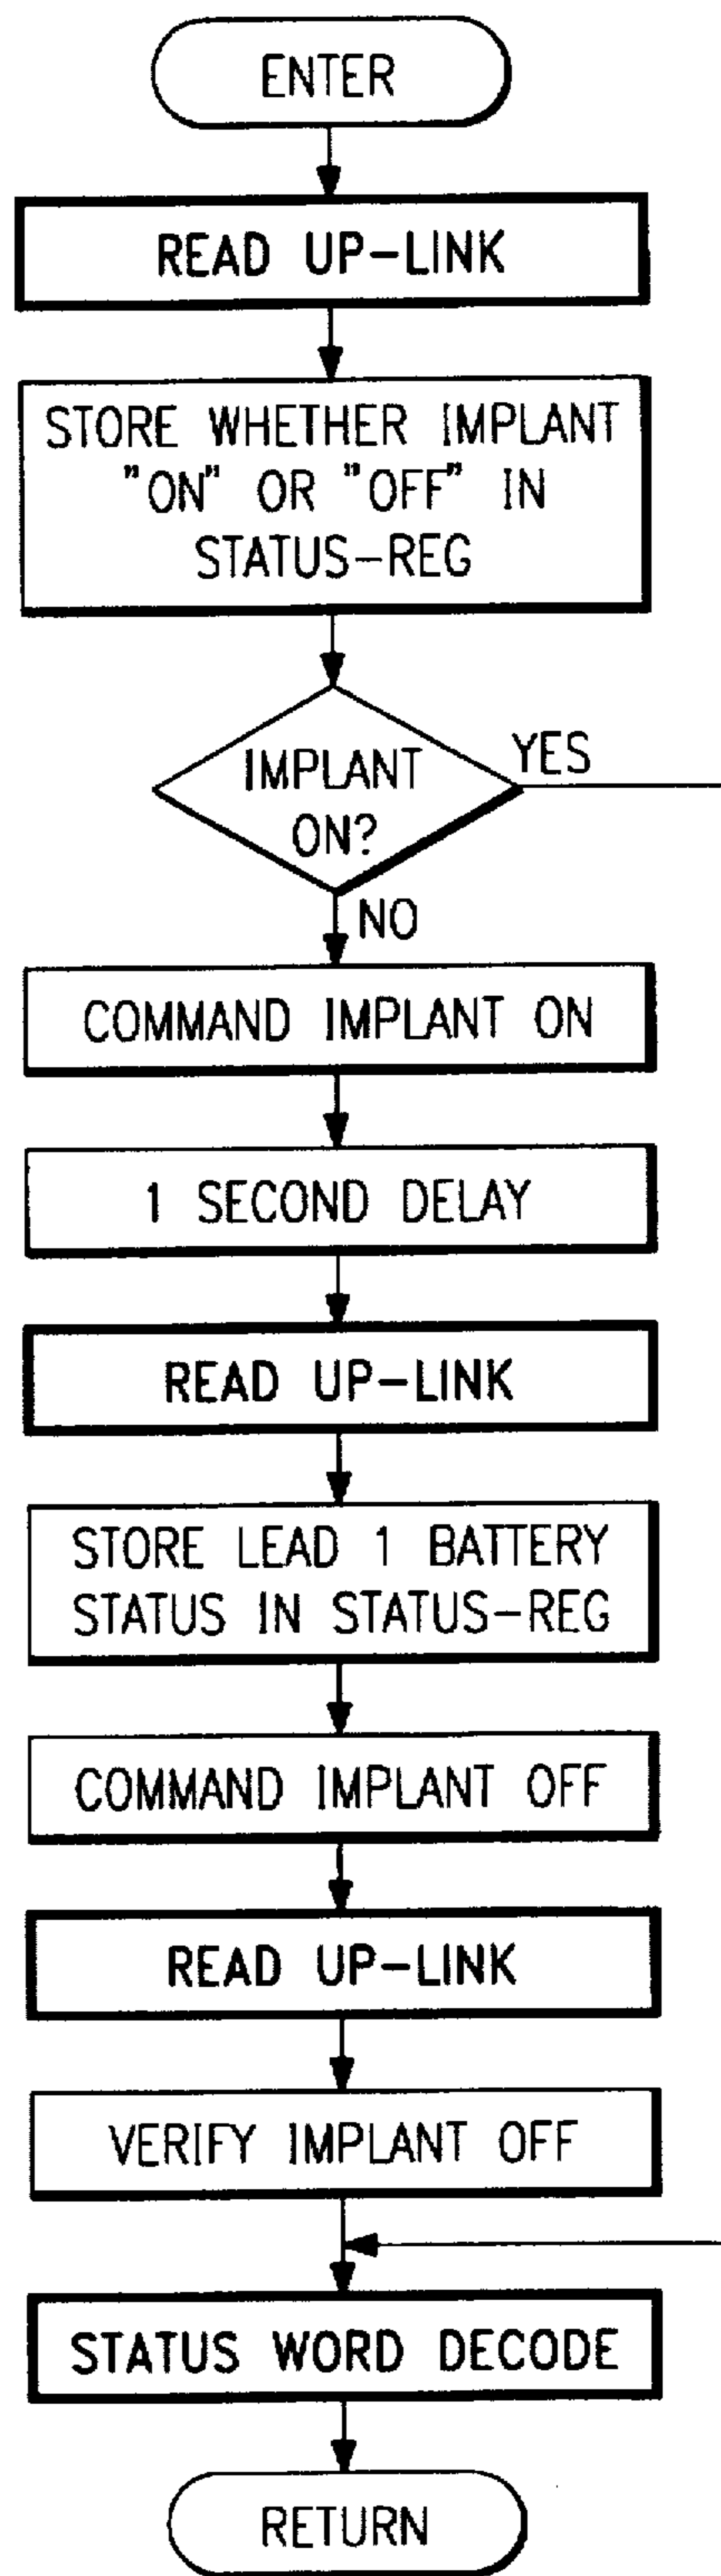 ENTER
READ UP-LINK
STORE WHETHER IMPLANT
"ON" OR "OFF" IN
STATUS-REG
IMPLANT
ON?
YES
NO
COMMAND IMPLANT ON
1 SECOND DELAY
READ UP-LINK
STORE LEAD 1 BATTERY
STATUS IN STATUS-REG
COMMAND IMPLANT OFF
READ UP-LINK
VERIFY IMPLANT OFF
STATUS WORD DECODE
RETURN